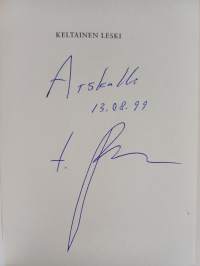 KELTAINEN LESKI
Arskalle
13.08.99
t.